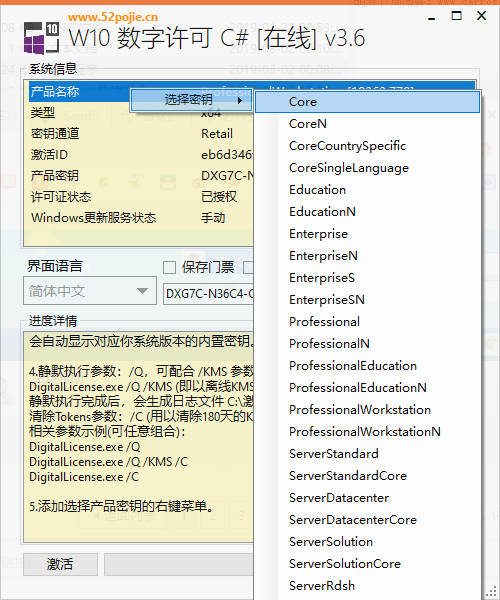 www.52pojie.cn
10
W10 数字许可 C# [在线] v3.6
系统信息
产品名称
类型 x64
密钥通道 Retail
激活ID eb6d346
产品密钥 DXG7C-N
许可证状态 已授权
Windows更新服务状态 手动
选择密钥
Core
CoreN
CoreCountrySpecific
CoreSingleLanguage
Education
EducationN
Enterprise
EnterpriseN
EnterpriseS
EnterpriseSN
Professional
ProfessionalN
ProfessionalEducation
ProfessionalEducationN
ProfessionalWorkstation
ProfessionalWorkstationN
ServerStandard
ServerStandardCore
ServerDatacenter
ServerDatacenterCore
ServerSolution
ServerSolutionCore
ServerRdsh
界面语言
保存门票
简体中文
DXG7C-N36C4-C
进度详情
会自动显示对应你系统版本的内置密钥。
4.静默执行参数：/Q，可配合 /KMS 参数
DigitalLicense.exe /Q /KMS (即以离线KMS
静默执行完成后，会生成日志文件 C:\激
清除Tokens参数：/C (用以清除180天的K
相关参数示例(可任意组合)：
DigitalLicense.exe /Q
DigitalLicense.exe /Q /KMS /C
DigitalLicense.exe /C
5.添加选择产品密钥的右键菜单。
激活